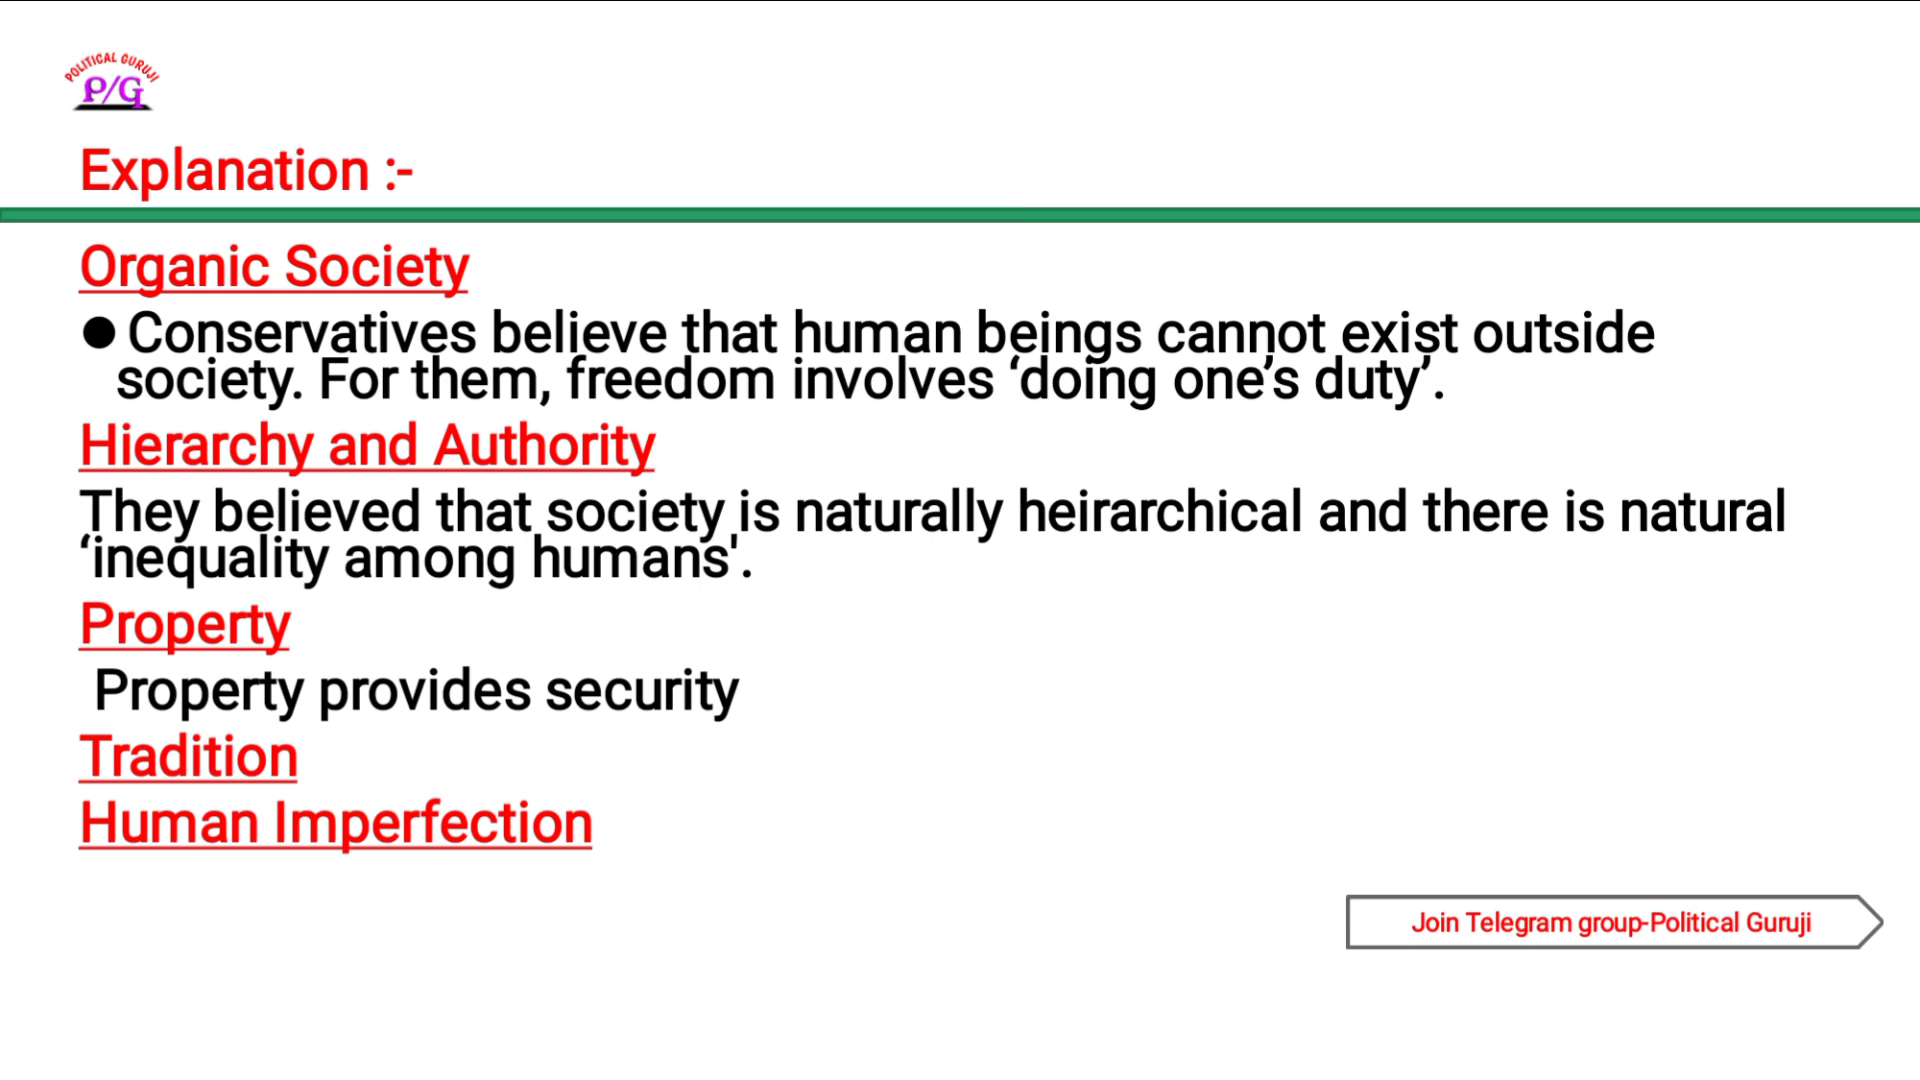 POLITICAL GURUJI
P/G
Explanation :-
Organic Society
● Conservatives believe that human beings cannot exist outside
society. For them, freedom involves ‘doing one’s duty’.
Hierarchy and Authority
They believed that society is naturally heirarchical and there is natural
‘inequality among humans'.
Property
Property provides security
Tradition
Human Imperfection
Join Telegram group-Political Guruji